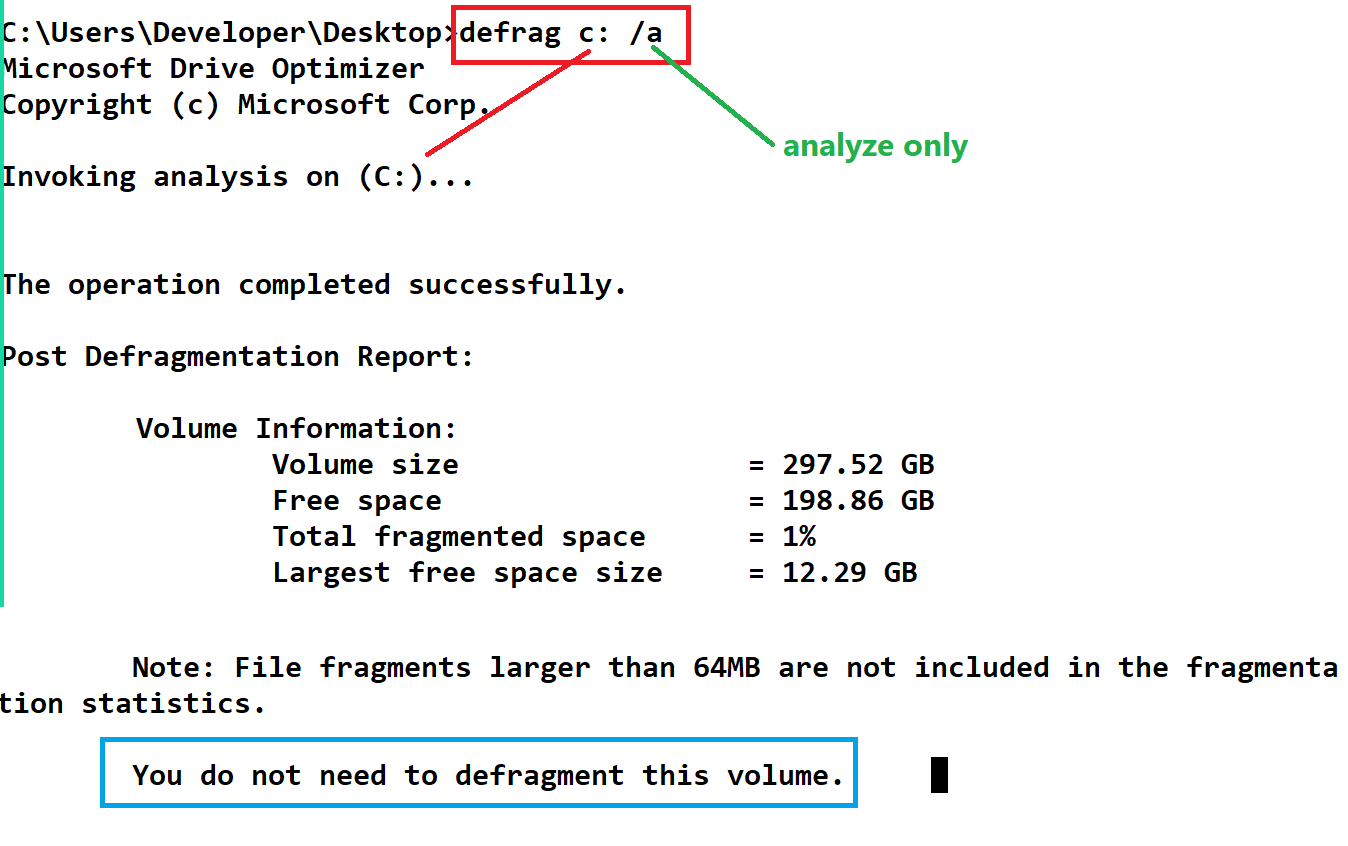 C:\Users\Developer\Desktop>defrag c: /a
Microsoft Drive Optimizer
Copyright (c) Microsoft Corp.
analyze only
Invoking analysis on (C:)...
The operation completed successfully.
Post Defragmentation Report:
Volume Information:
Volume size = 297.52 GB
Free space = 198.86 GB
Total fragmented space = 1%
Largest free space size = 12.29 GB
Note: File fragments larger than 64MB are not included in the fragmenta
tion statistics.
You do not need to defragment this volume.